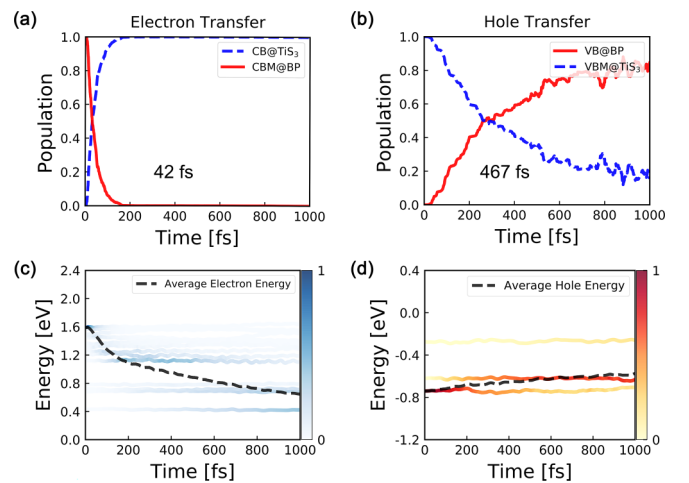 (a)
Electron Transfer
1.0
0.8
0.6
0.4
0.2
0.0
Population
CB@TiS₃
CBM@BP
42 fs
0
200
400
600
800
1000
Time [fs]
(b)
Hole Transfer
1.0
0.8
0.6
0.4
0.2
0.0
Population
VB@BP
VBM@TiS₃
467 fs
0
200
400
600
800
1000
Time [fs]
(c)
2.4
2.0
1.6
1.2
0.8
0.4
0.0
Energy [eV]
Average Electron Energy
1
0
0
200
400
600
800
1000
Time [fs]
(d)
0.4
0.0
-0.4
-0.8
-1.2
Energy [eV]
Average Hole Energy
1
0
0
200
400
600
800
1000
Time [fs]